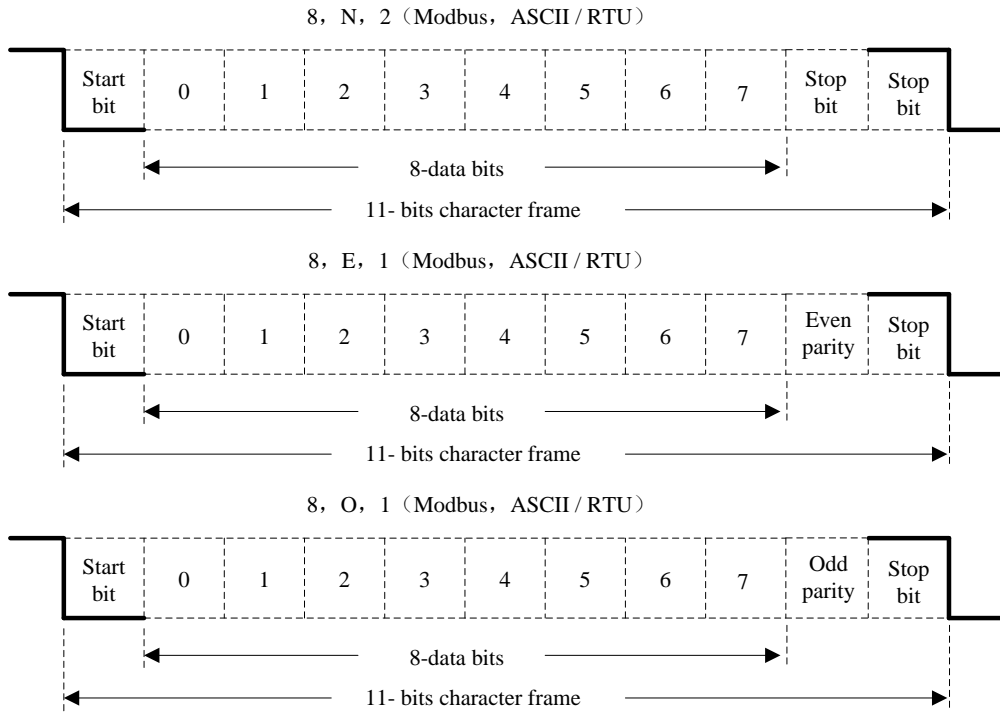 8，N，2（Modbus，ASCII / RTU）
Start bit 0 1 2 3 4 5 6 7 Stop bit Stop bit
8-data bits
11- bits character frame
8，E，1（Modbus，ASCII / RTU）
Start bit 0 1 2 3 4 5 6 7 Even parity Stop bit
8-data bits
11- bits character frame
8，O，1（Modbus，ASCII / RTU）
Start bit 0 1 2 3 4 5 6 7 Odd parity Stop bit
8-data bits
11- bits character frame